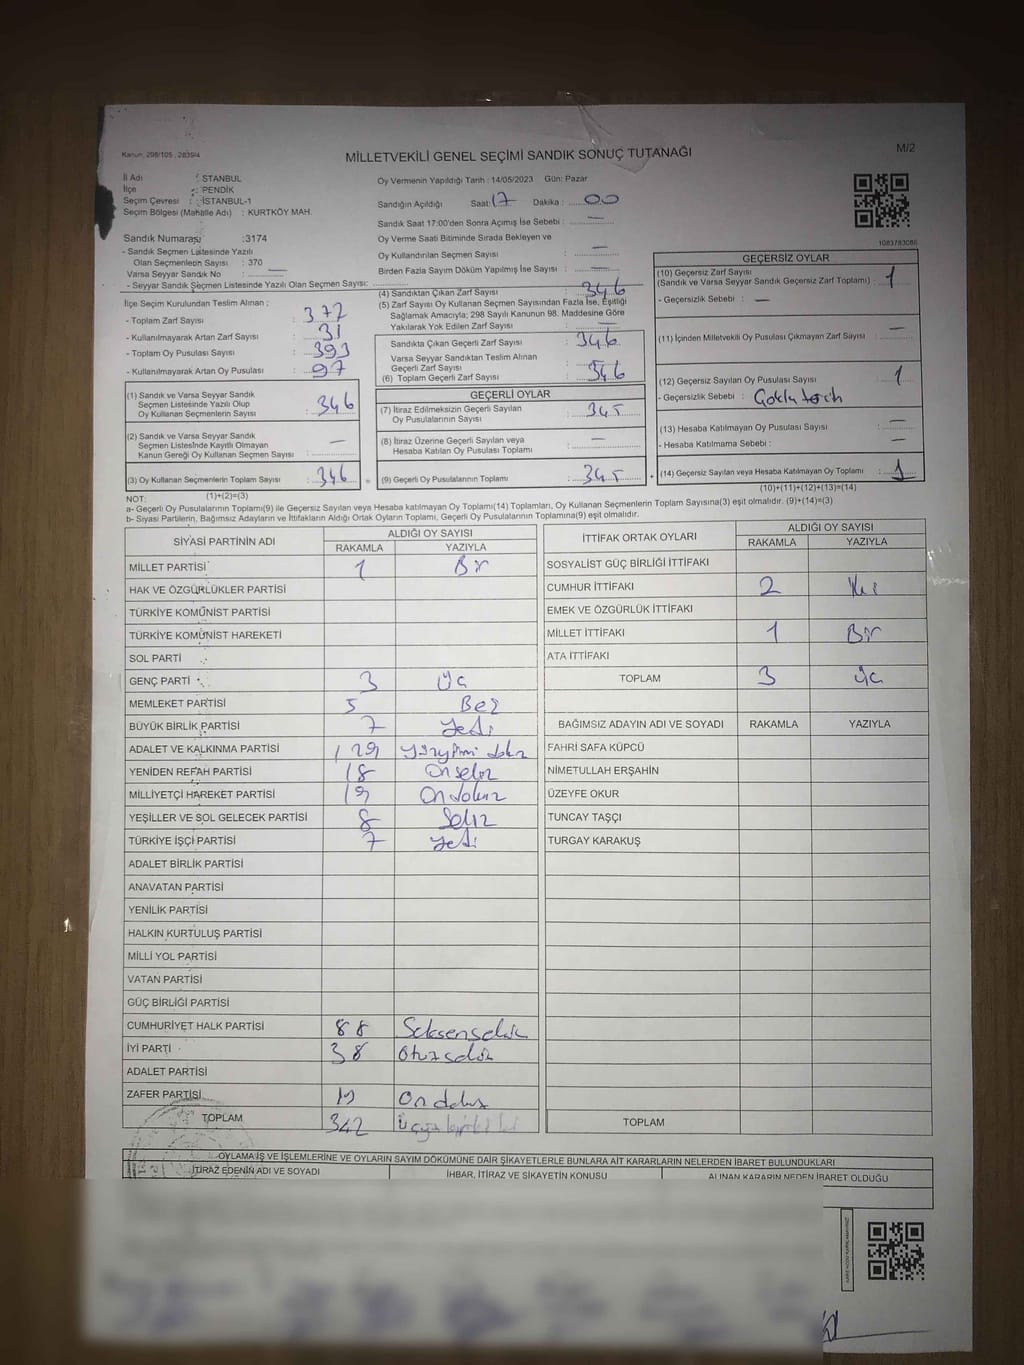 Kanun, 298/105 , 2839/4
MİLLETVEKİLİ GENEL SEÇİMİ SANDIK SONUÇ TUTANAĞI
M/2
İl Adı : İSTANBUL
İlçe : PENDİK
Seçim Çevresi : İSTANBUL-1
Seçim Bölgesi (Mahalle Adı) : KURTKÖY MAH.
Oy Vermenin Yapıldığı Tarih : 14/05/2023 Gün: Pazar
Sandığın Açıldığı Saat: 17 Dakika : 00
Sandık Saat 17:00'den Sonra Açımış İse Sebebi : —
Oy Verme Saati Bitiminde Sırada Bekleyen ve
Oy Kullandırılan Seçmen Sayısı : —
Birden Fazla Sayım Döküm Yapılmış İse Sayısı : —
1083783086
Sandık Numarası :3174
- Sandık Seçmen Listesinde Yazılı
Olan Seçmenlerin Sayısı : 370
Varsa Seyyar Sandık No : —
- Seyyar Sandık Seçmen Listesinde Yazılı Olan Seçmen Sayısı:
İlçe Seçim Kurulundan Teslim Alınan ;
- Toplam Zarf Sayısı : 377
- Kullanılmayarak Artan Zarf Sayısı : 31
- Toplam Oy Pusulası Sayısı : 393
- Kullanılmayarak Artan Oy Pusulası : 97
(1) Sandık ve Varsa Seyyar Sandık
Seçmen Listesinde Yazılı Olup
Oy Kullanan Seçmenlerin Sayısı : 346
(2) Sandık ve Varsa Seyyar Sandık
Seçmen Listesinde Kayıtlı Olmayan
Kanun Gereği Oy Kullanan Seçmen Sayısı : —
(3) Oy Kullanan Seçmenlerin Toplam Sayısı : 346
(1)+(2)=(3)
(4) Sandıktan Çıkan Zarf Sayısı : 346
(5) Zarf Sayısı Oy Kullanan Seçmen Sayısından Fazla İse, Eşitliği
Sağlamak Amacıyla; 298 Sayılı Kanunun 98. Maddesine Göre
Yakılarak Yok Edilen Zarf Sayısı : —
Sandıkta Çıkan Geçerli Zarf Sayısı : 346
Varsa Seyyar Sandıktan Teslim Alınan
Geçerli Zarf Sayısı :
(6) Toplam Geçerli Zarf Sayısı : 346
GEÇERLİ OYLAR
(7) İtiraz Edilmeksizin Geçerli Sayılan
Oy Pusulalarının Sayısı : 345
(8) İtiraz Üzerine Geçerli Sayılan veya
Hesaba Katılan Oy Pusulası Toplamı : —
= (9) Geçerli Oy Pusulalarının Toplamı : 345
GEÇERSİZ OYLAR
(10) Geçersiz Zarf Sayısı
(Sandık ve Varsa Seyyar Sandık Geçersiz Zarf Toplamı) : 1
- Geçersizlik Sebebi : —
(11) İçinden Milletvekili Oy Pusulası Çıkmayan Zarf Sayısı : —
(12) Geçersiz Sayılan Oy Pusulası Sayısı : 1
- Geçersizlik Sebebi :
(13) Hesaba Katılmayan Oy Pusulası Sayısı : —
- Hesaba Katılmama Sebebi : —
+ (14) Geçersiz Sayılan veya Hesaba Katılmayan Oy Toplamı : 1
(10)+(11)+(12)+(13)=(14)
NOT:
a- Geçerli Oy Pusulalarının Toplamı(9) ile Geçersiz Sayılan veya Hesaba katılmayan Oy Toplamı(14) Toplamları, Oy Kullanan Seçmenlerin Toplam Sayısına(3) eşit olmalıdır. (9)+(14)=(3)
b- Siyasi Partilerin, Bağımsız Adayların ve İttifakların Aldığı Ortak Oyların Toplamı, Geçerli Oy Pusulalarının Toplamına(9) eşit olmalıdır.
SİYASİ PARTİNİN ADI ALDIĞI OY SAYISI
RAKAMLA YAZIYLA
MİLLET PARTİSİ 1 Bir
HAK VE ÖZGÜRLÜKLER PARTİSİ
TÜRKİYE KOMÜNİST PARTİSİ
TÜRKİYE KOMÜNİST HAREKETİ
SOL PARTİ
GENÇ PARTİ 3 Üç
MEMLEKET PARTİSİ 5 Beş
BÜYÜK BİRLİK PARTİSİ 7 Yedi
ADALET VE KALKINMA PARTİSİ 129 Yüzyirmi dokuz
YENİDEN REFAH PARTİSİ 18 Onsekiz
MİLLİYETÇİ HAREKET PARTİSİ 19 Ondokuz
YEŞİLLER VE SOL GELECEK PARTİSİ 8 Sekiz
TÜRKİYE İŞÇİ PARTİSİ 7 Yedi
ADALET BİRLİK PARTİSİ
ANAVATAN PARTİSİ
YENİLİK PARTİSİ
HALKIN KURTULUŞ PARTİSİ
MİLLİ YOL PARTİSİ
VATAN PARTİSİ
GÜÇ BİRLİĞİ PARTİSİ
CUMHURİYET HALK PARTİSİ 88 Seksensekiz
İYİ PARTİ 38 Otuzsekiz
ADALET PARTİSİ
ZAFER PARTİSİ 19 On dokuz
TOPLAM 342
İTTİFAK ORTAK OYLARI ALDIĞI OY SAYISI
RAKAMLA YAZIYLA
SOSYALİST GÜÇ BİRLİĞİ İTTİFAKI
CUMHUR İTTİFAKI 2 İki
EMEK VE ÖZGÜRLÜK İTTİFAKI
MİLLET İTTİFAKI 1 Bir
ATA İTTİFAKI
TOPLAM 3 Üç
BAĞIMSIZ ADAYIN ADI VE SOYADI RAKAMLA YAZIYLA
FAHRİ SAFA KÜPCÜ
NİMETULLAH ERŞAHİN
ÜZEYFE OKUR
TUNCAY TAŞÇI
TURGAY KARAKUŞ
TOPLAM
OYLAMA İŞ VE İŞLEMLERİNE VE OYLARIN SAYIM DÖKÜMÜNE DAİR ŞİKAYETLERLE BUNLARA AİT KARARLARIN NELERDEN İBARET BULUNDUKLARI
İTİRAZ EDENİN ADI VE SOYADI İHBAR, İTİRAZ VE ŞİKAYETİN KONUSU ALINAN KARARIN NEDEN İBARET OLDUĞU